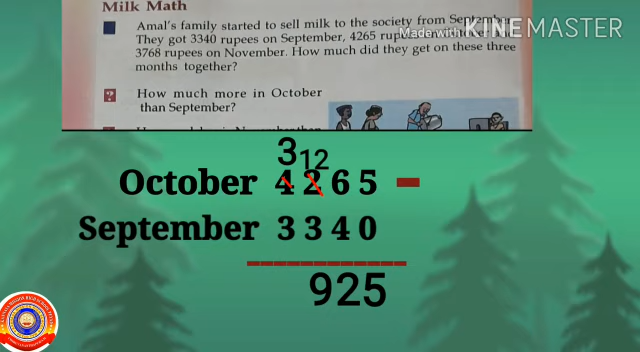 Milk Math
Amal's family started to sell milk to the society from September.
They got 3340 rupees on September, 4265 rupees
Made with KINEMASTER
3768 rupees on November. How much did they get on these three
months together?
? How much more in October
than September?
3 12
October 4 2 6 5 -
September 3 3 4 0
925